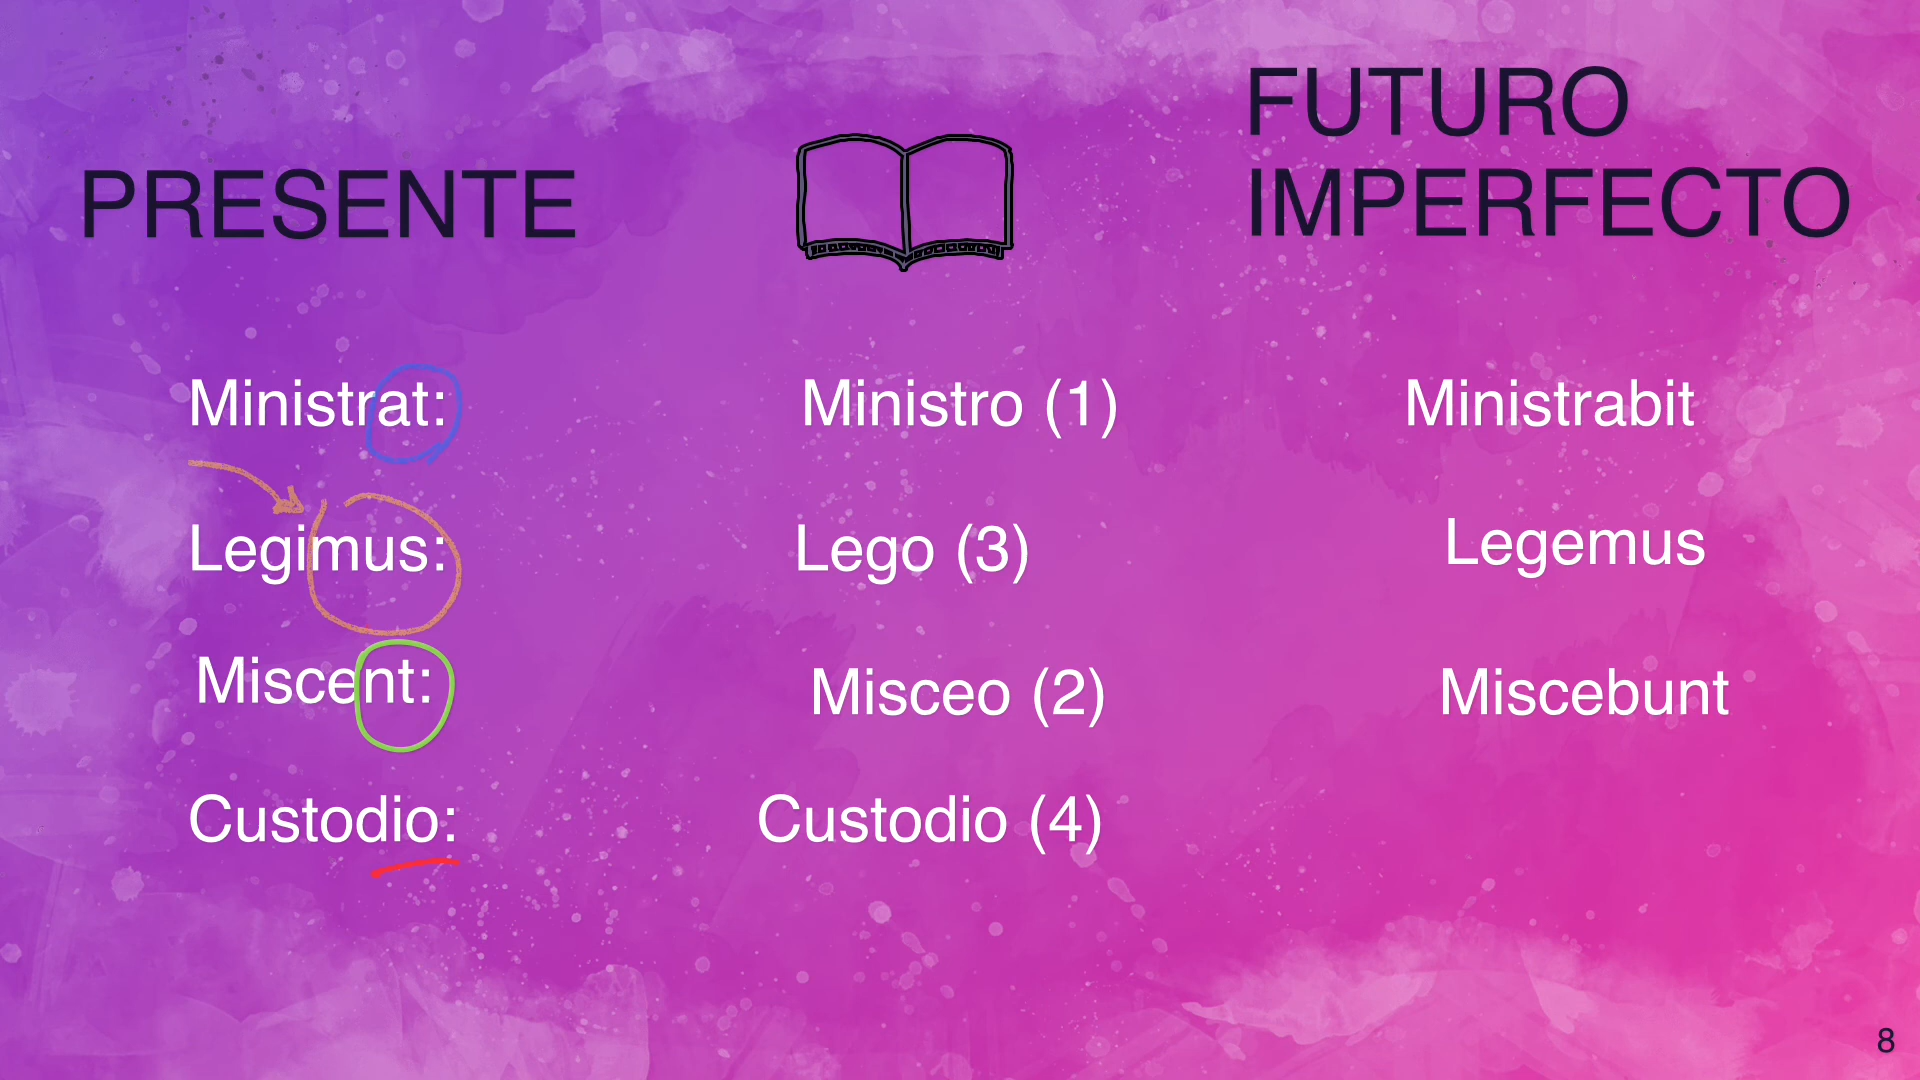 PRESENTE
FUTURO
IMPERFECTO
Ministrat: Ministro (1) Ministrabit
Legimus: Lego (3) Legemus
Miscent: Misceo (2) Miscebunt
Custodio: Custodio (4)
8